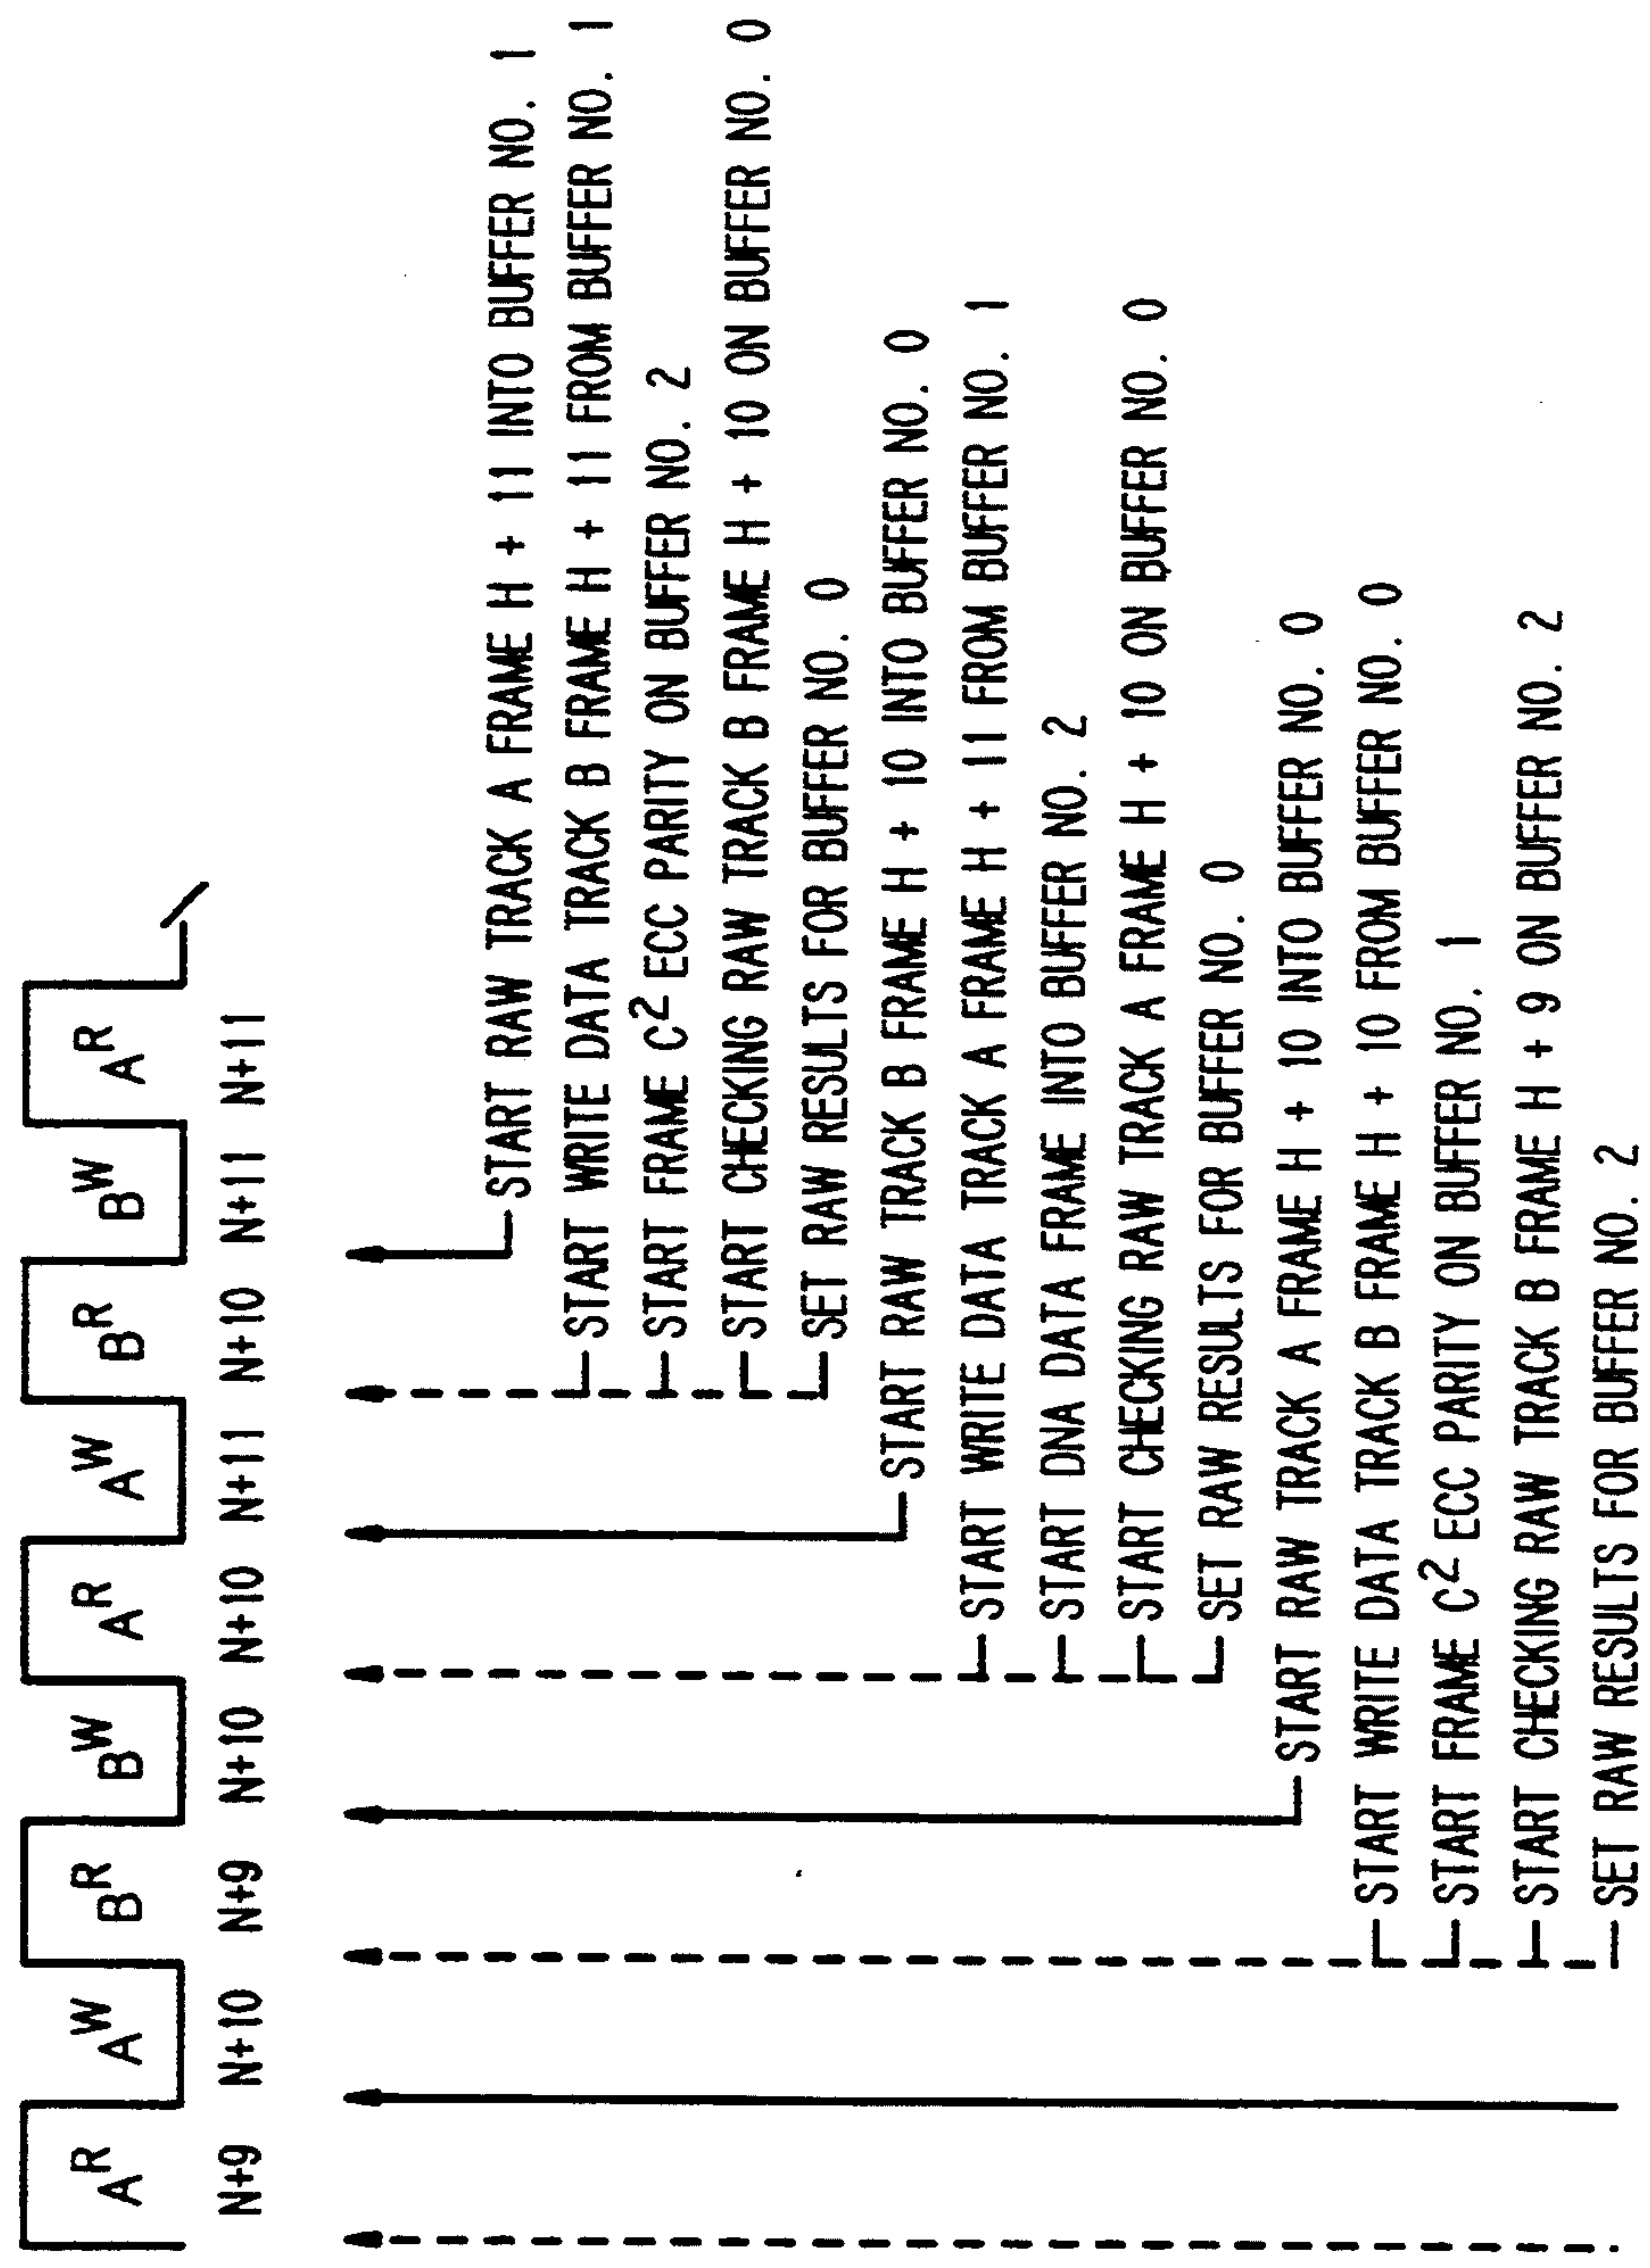 A^R A^W B^R B^W A^R A^W B^R B^W A^R
N+9 N+10 N+9 N+10 N+10 N+11 N+10 N+11 N+11
START RAW TRACK A FRAME H + 11 INTO BUFFER NO. 1
START WRITE DATA TRACK B FRAME H + 11 FROM BUFFER NO. 1
START FRAME C² ECC PARITY ON BUFFER NO. 2
START CHECKING RAW TRACK B FRAME H + 10 ON BUFFER NO. 0
SET RAW RESULTS FOR BUFFER NO. 0
START RAW TRACK B FRAME H + 10 INTO BUFFER NO. 0
START WRITE DATA TRACK A FRAME H + 11 FROM BUFFER NO. 1
START DNA DATA FRAME INTO BUFFER NO. 2
START CHECKING RAW TRACK A FRAME H + 10 ON BUFFER NO. 0
SET RAW RESULTS FOR BUFFER NO. 0
START RAW TRACK A FRAME H + 10 INTO BUFFER NO. 0
START WRITE DATA TRACK B FRAME H + 10 FROM BUFFER NO. 0
START FRAME C² ECC PARITY ON BUFFER NO. 1
START CHECKING RAW TRACK B FRAME H + 9 ON BUFFER NO. 2
SET RAW RESULTS FOR BUFFER NO. 2